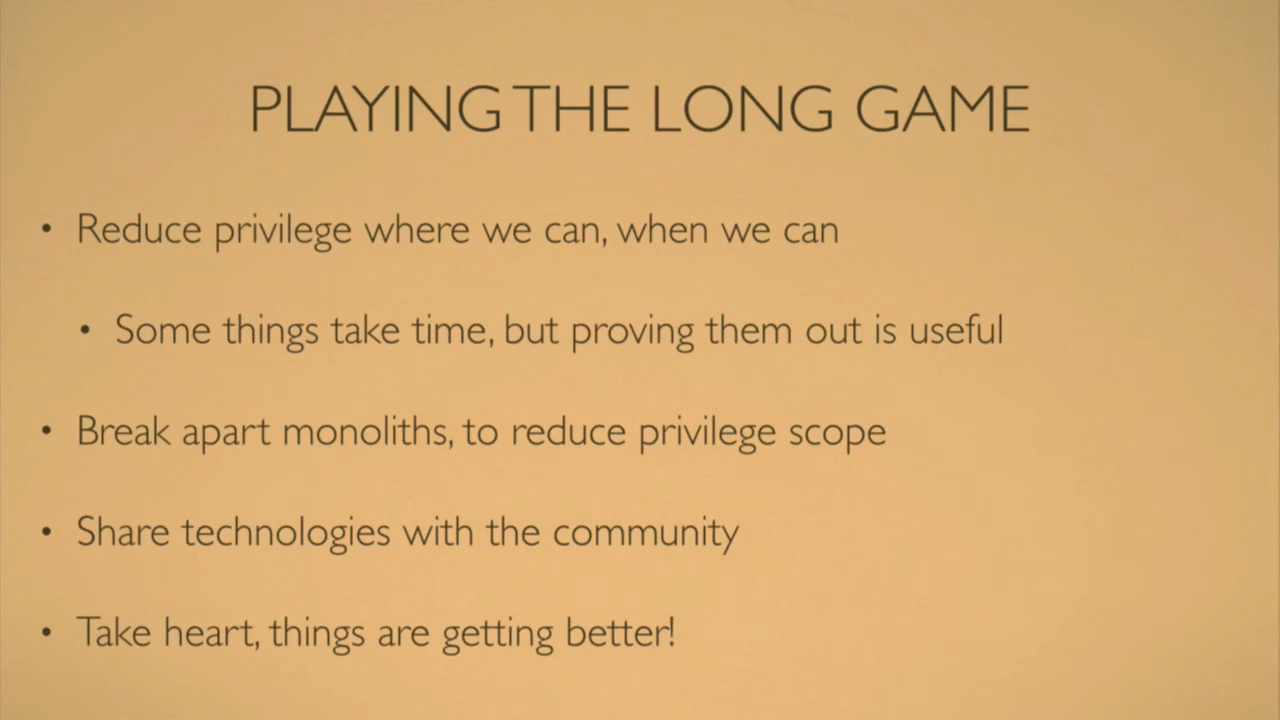 PLAYING THE LONG GAME
• Reduce privilege where we can, when we can
• Some things take time, but proving them out is useful
• Break apart monoliths, to reduce privilege scope
• Share technologies with the community
• Take heart, things are getting better!